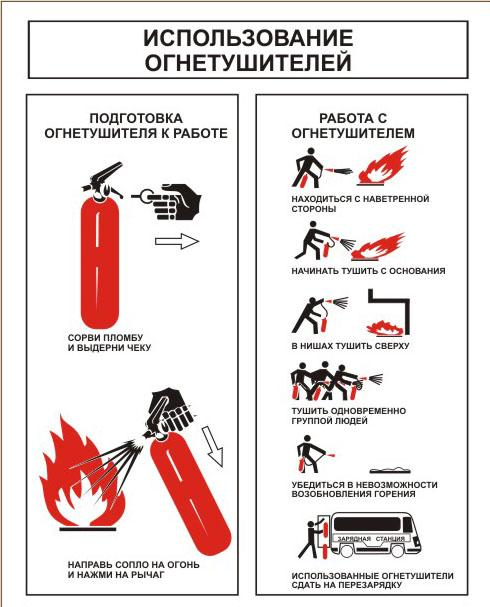 ИСПОЛЬЗОВАНИЕ
ОГНЕТУШИТЕЛЕЙ
ПОДГОТОВКА
ОГНЕТУШИТЕЛЯ К РАБОТЕ
СОРВИ ПЛОМБУ
И ВЫДЕРНИ ЧЕКУ
НАПРАВЬ СОПЛО НА ОГОНЬ
И НАЖМИ НА РЫЧАГ
РАБОТА С
ОГНЕТУШИТЕЛЕМ
НАХОДИТЬСЯ С НАВЕТРЕННОЙ
СТОРОНЫ
НАЧИНАТЬ ТУШИТЬ С ОСНОВАНИЯ
В НИШАХ ТУШИТЬ СВЕРХУ
ТУШИТЬ ОДНОВРЕМЕННО
ГРУППОЙ ЛЮДЕЙ
УБЕДИТЬСЯ В НЕВОЗМОЖНОСТИ
ВОЗОБНОВЛЕНИЯ ГОРЕНИЯ
ЗАРЯДНАЯ СТАНЦИЯ
ИСПОЛЬЗОВАННЫЕ ОГНЕТУШИТЕЛИ
СДАТЬ НА ПЕРЕЗАРЯДКУ